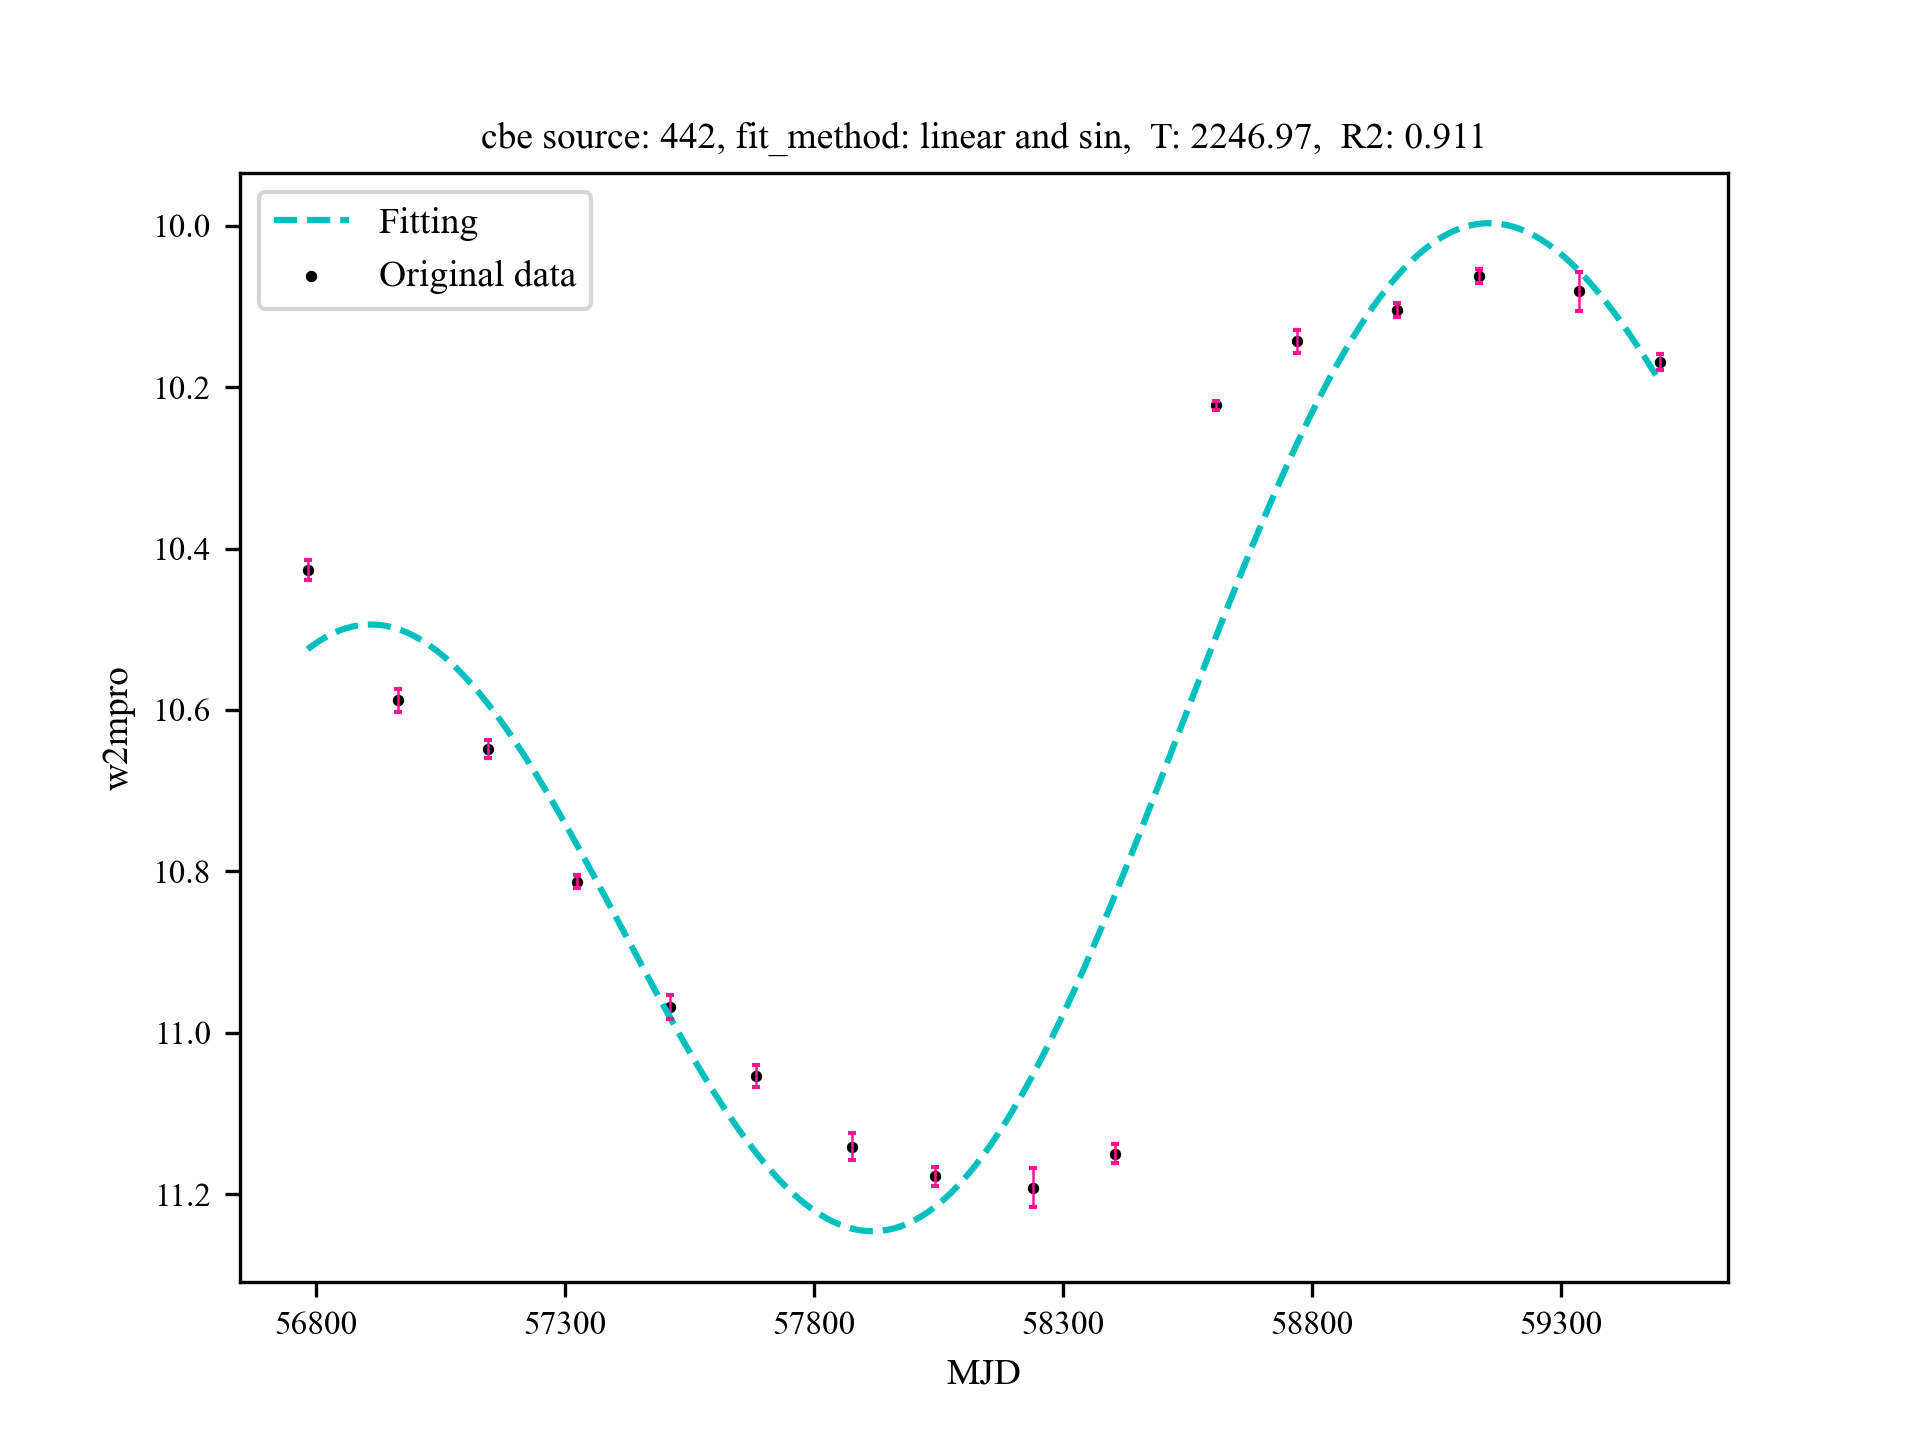 cbe source: 442, fit_method: linear and sin,  T: 2246.97,  R2: 0.911
Fitting
Original data
10.0
10.2
10.4
10.6
10.8
11.0
11.2
w2mpro
56800 57300 57800 58300 58800 59300
MJD